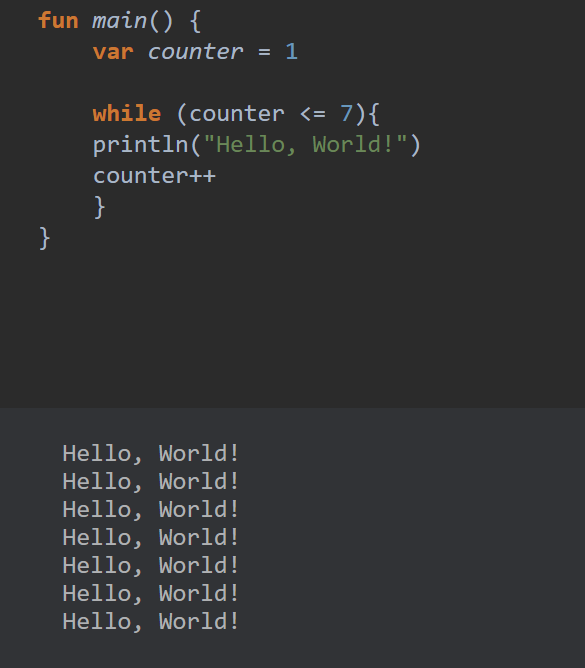 fun main() {
    var counter = 1

    while (counter <= 7){
    println("Hello, World!")
    counter++
    }
}
Hello, World!
Hello, World!
Hello, World!
Hello, World!
Hello, World!
Hello, World!
Hello, World!